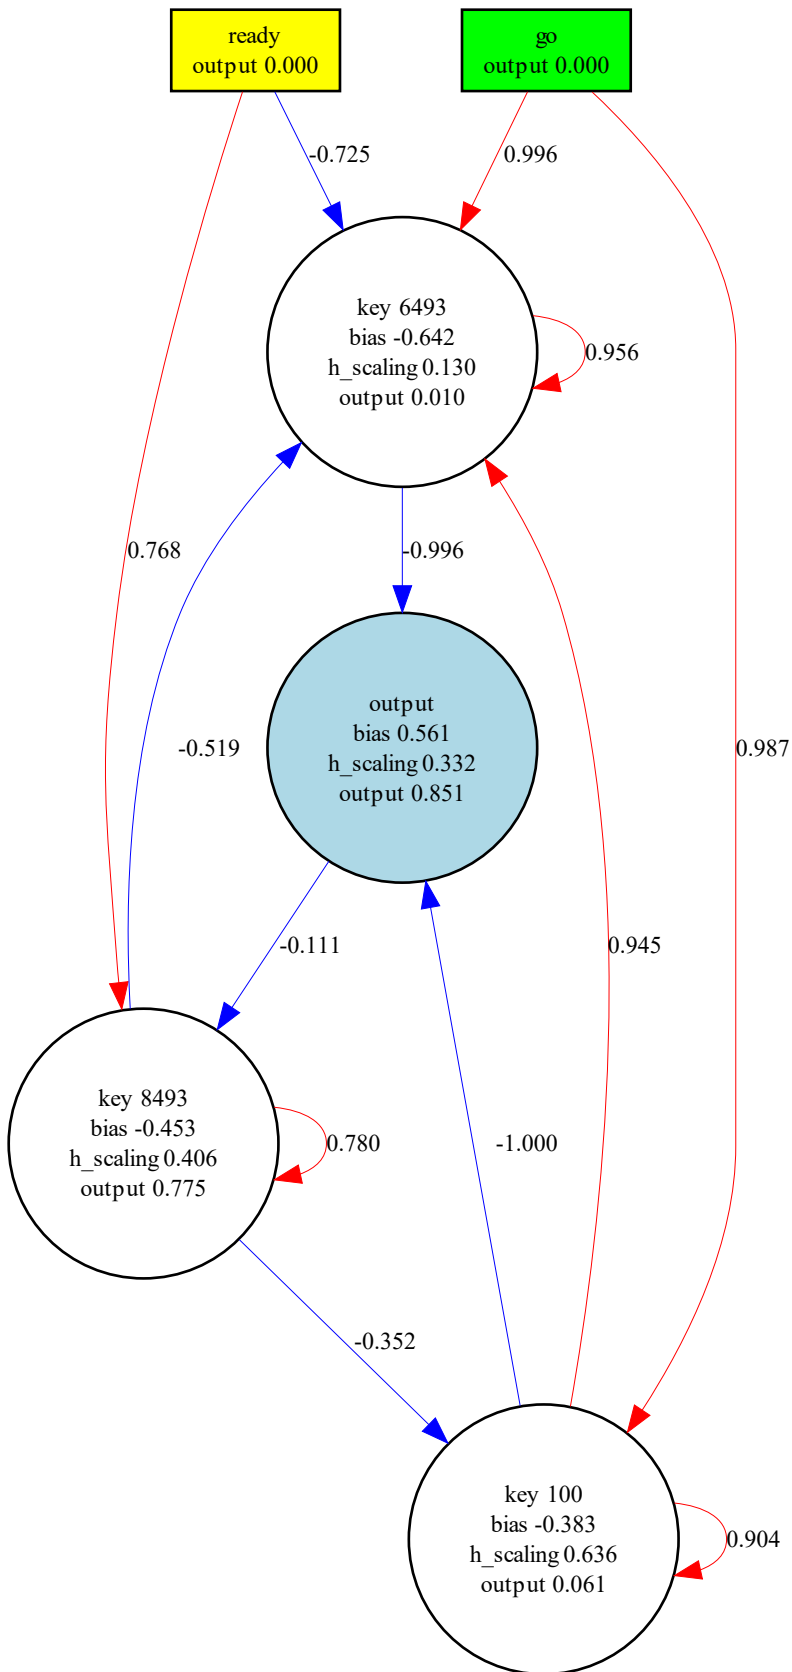 ready
output 0.000
go
output 0.000
-0.725
0.996
key 6493
bias -0.642
h_scaling 0.130
output 0.010
0.956
0.768
-0.996
output
bias 0.561
h_scaling 0.332
output 0.851
-0.519
0.987
-0.111
0.945
key 8493
bias -0.453
h_scaling 0.406
output 0.775
0.780
-1.000
-0.352
key 100
bias -0.383
h_scaling 0.636
output 0.061
0.904